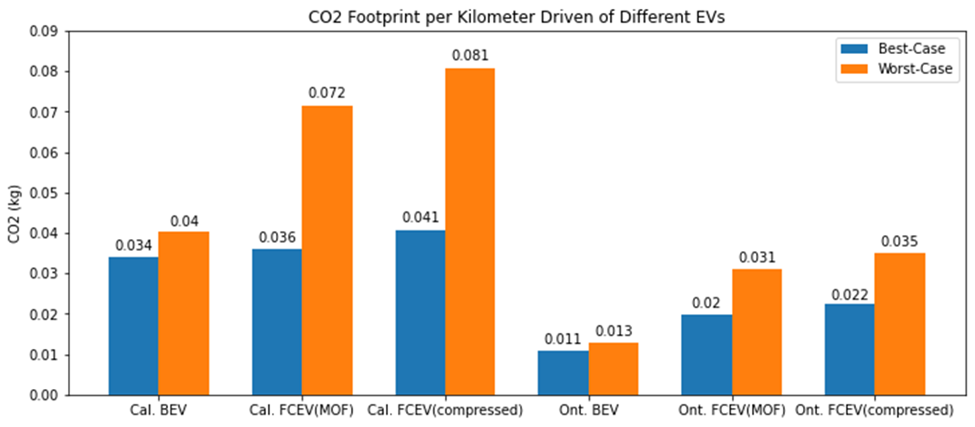 CO2 Footprint per Kilometer Driven of Different EVs
Best-Case
Worst-Case
CO2 (kg)
0.09
0.08
0.07
0.06
0.05
0.04
0.03
0.02
0.01
0.00
0.034
0.04
0.036
0.072
0.041
0.081
0.011
0.013
0.02
0.031
0.022
0.035
Cal. BEV
Cal. FCEV(MOF)
Cal. FCEV(compressed)
Ont. BEV
Ont. FCEV(MOF)
Ont. FCEV(compressed)